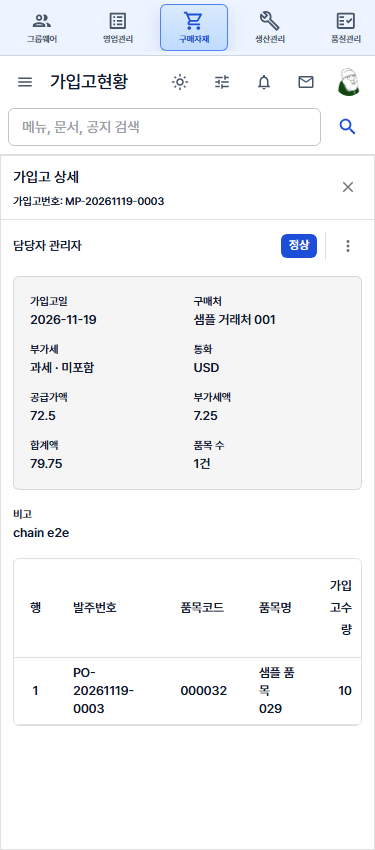 그룹웨어
영업관리
구매자재
생산관리
품질관리
가입고현황
메뉴, 문서, 공지 검색
가입고 상세
가입고번호: MP-20261119-0003
담당자 관리자
정상
가입고일
구매처
2026-11-19
샘플 거래처 001
부가세
통화
과세 · 미포함
USD
공급가액
부가세액
72.5
7.25
합계액
품목 수
79.75
1건
비고
chain e2e
행
발주번호
품목코드
품목명
가입
고수
량
1
PO-
20261119-
0003
000032
샘플 품
목
029
10